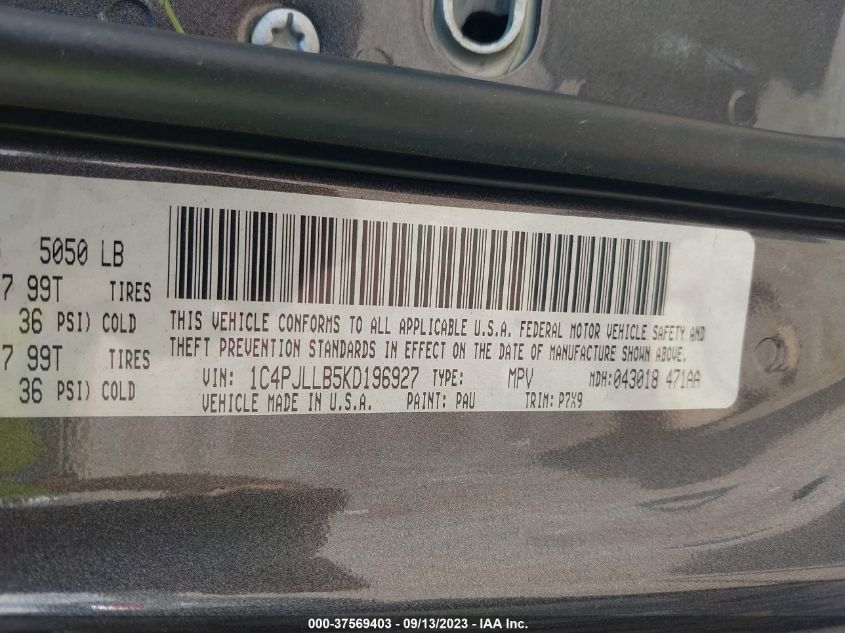 5050 LB
7 99T TIRES
36 PSI) COLD
7 99T TIRES
36 PSI) COLD
THIS VEHICLE CONFORMS TO ALL APPLICABLE U.S.A. FEDERAL MOTOR VEHICLE SAFETY AND
THEFT PREVENTION STANDARDS IN EFFECT ON THE DATE OF MANUFACTURE SHOWN ABOVE.
VIN: 1C4PJLLB5KD196927 TYPE: MPV MDH: 043018 471AA
VEHICLE MADE IN U.S.A. PAINT: PAU TRIM: P7X9
000-37569403 - 09/13/2023 - IAA Inc.